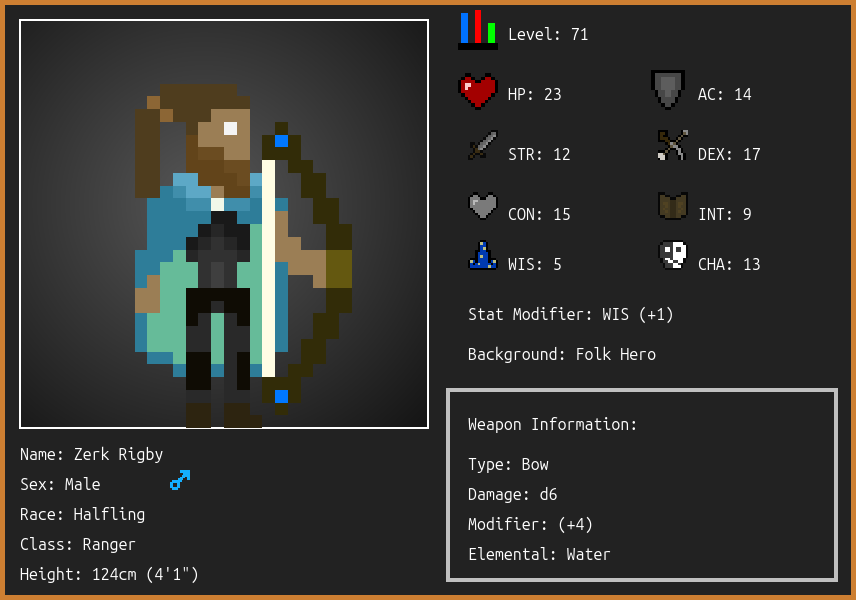 Level: 71
HP: 23
AC: 14
STR: 12
DEX: 17
CON: 15
INT: 9
WIS: 5
CHA: 13
Stat Modifier: WIS (+1)
Background: Folk Hero
Weapon Information:
Type: Bow
Damage: d6
Modifier: (+4)
Elemental: Water
Name: Zerk Rigby
Sex: Male
Race: Halfling
Class: Ranger
Height: 124cm (4'1")